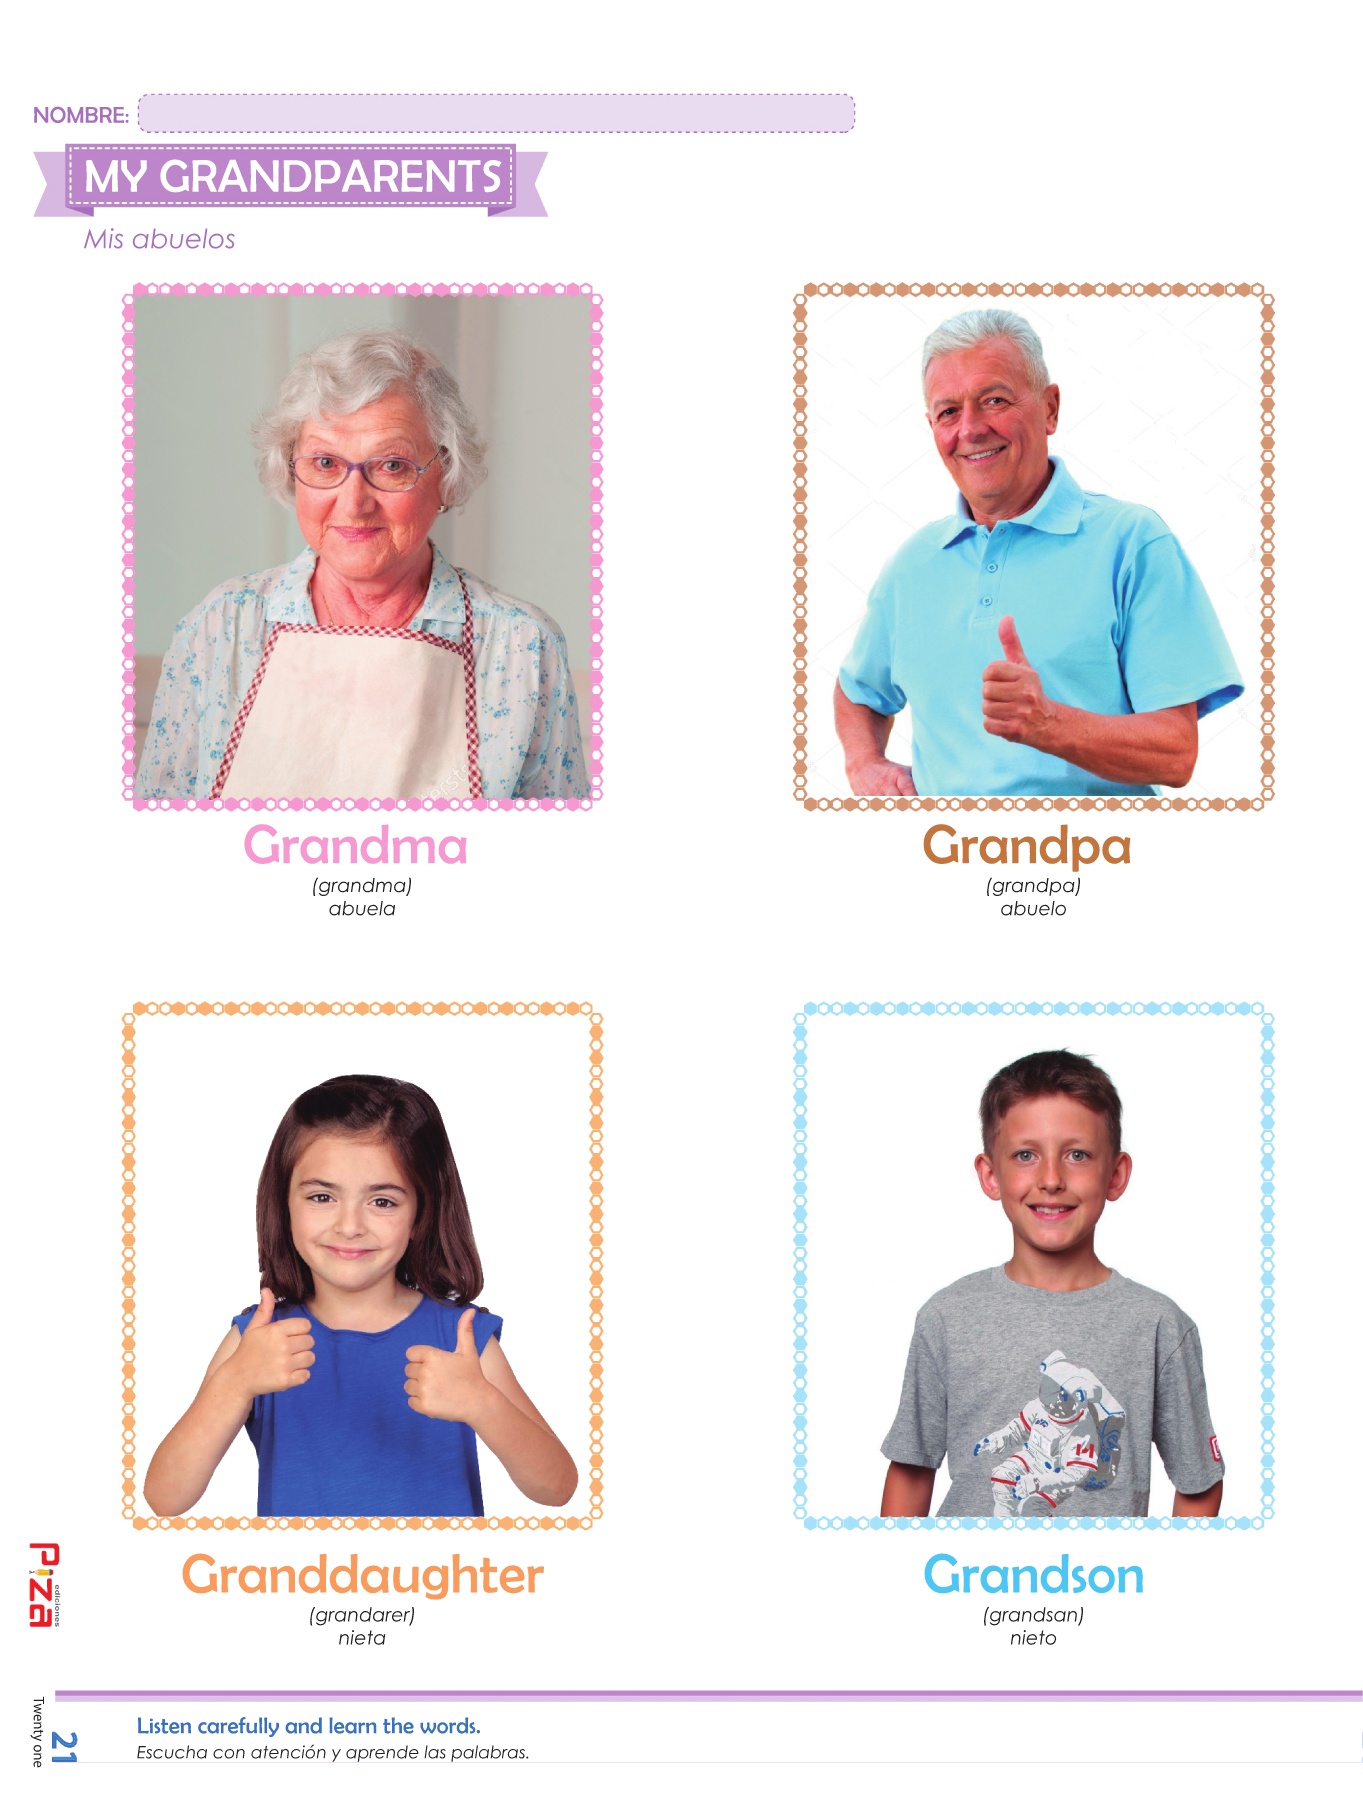 NOMBRE:
MY GRANDPARENTS
Mis abuelos
Grandma
(grandma)
abuela
Grandpa
(grandpa)
abuelo
Granddaughter
(grandarer)
nieta
Grandson
(grandsan)
nieto
Piza
ediciones
Twenty one
21
Listen carefully and learn the words.
Escucha con atención y aprende las palabras.